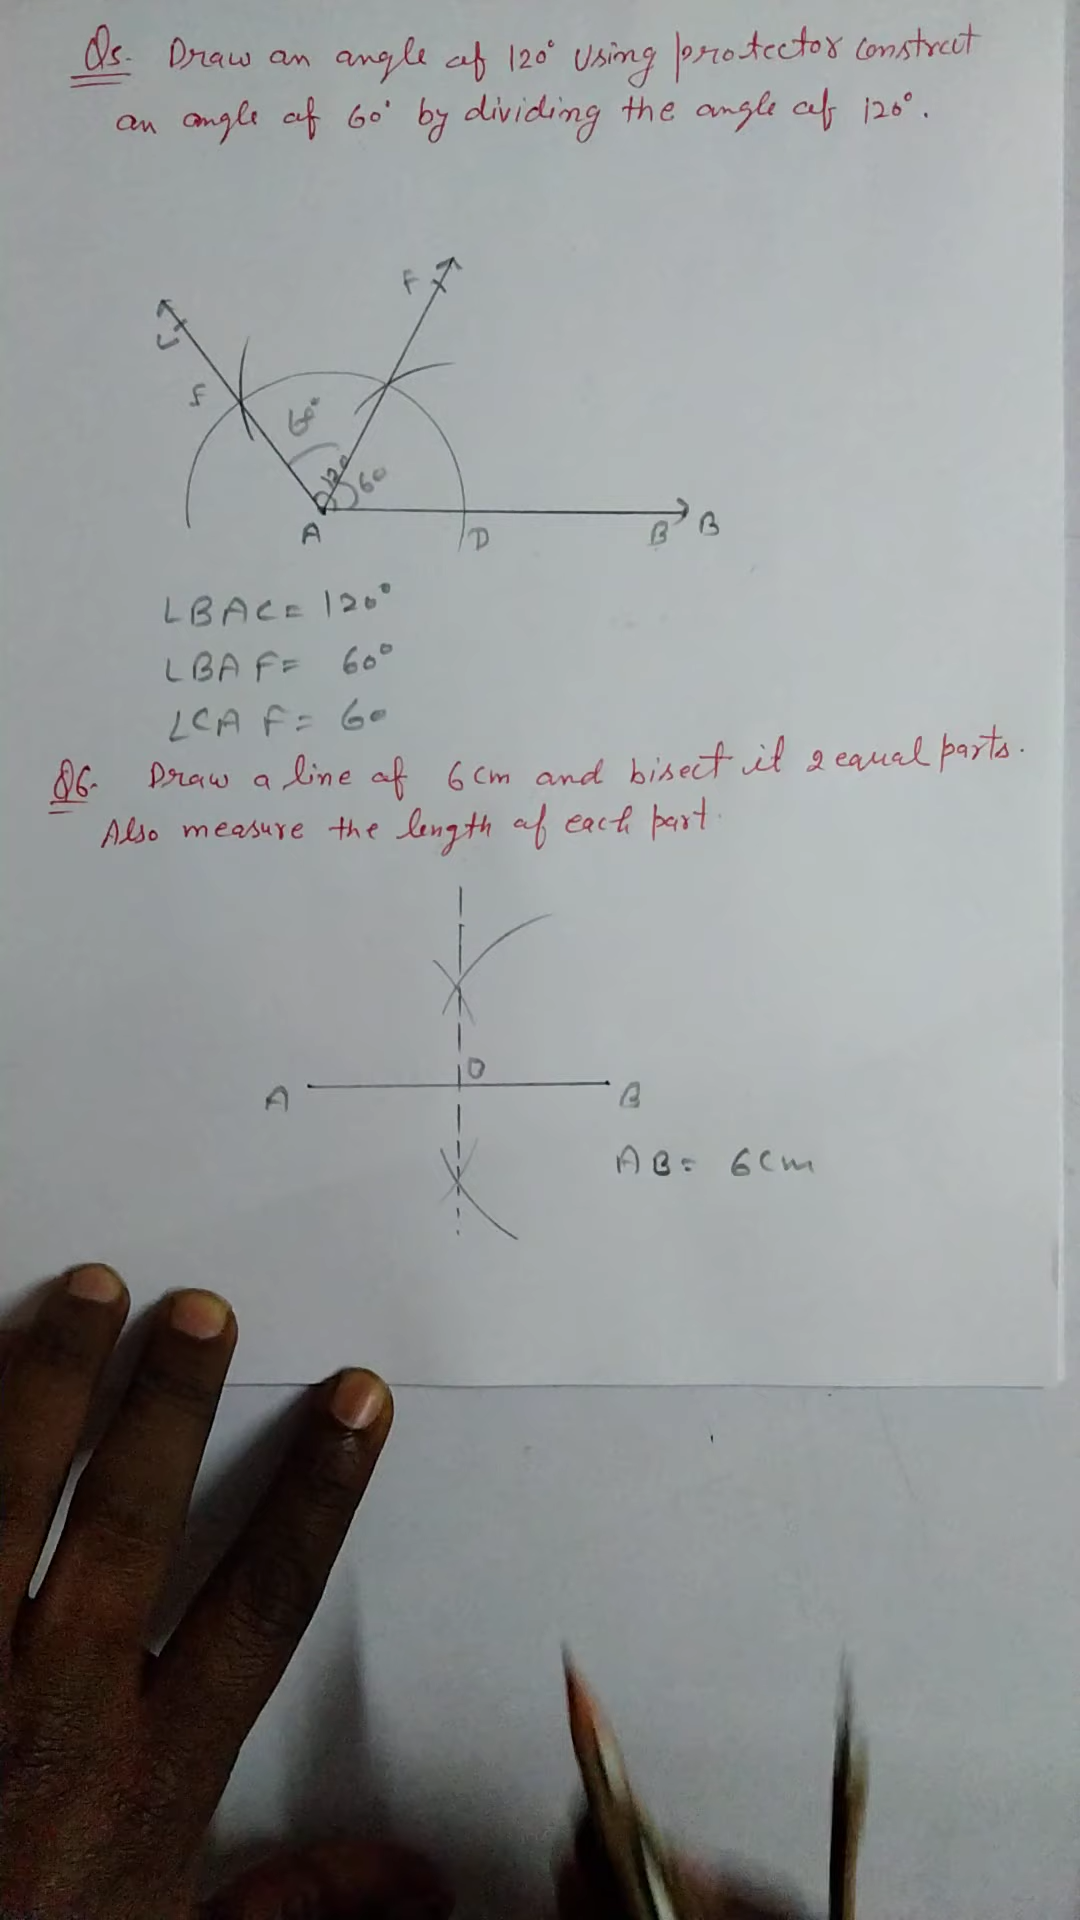 Q5. Draw an angle of 120° Using protector construct
an angle of 60° by dividing the angle of 120°.
F
C
60°
120
60
A
D
B
B
∠BAC = 120°
∠BAF = 60°
∠CAF = 60
Q6. Draw a line of 6cm and bisect it 2 equal parts.
Also measure the length of each part.
O
A
B
AB = 6cm